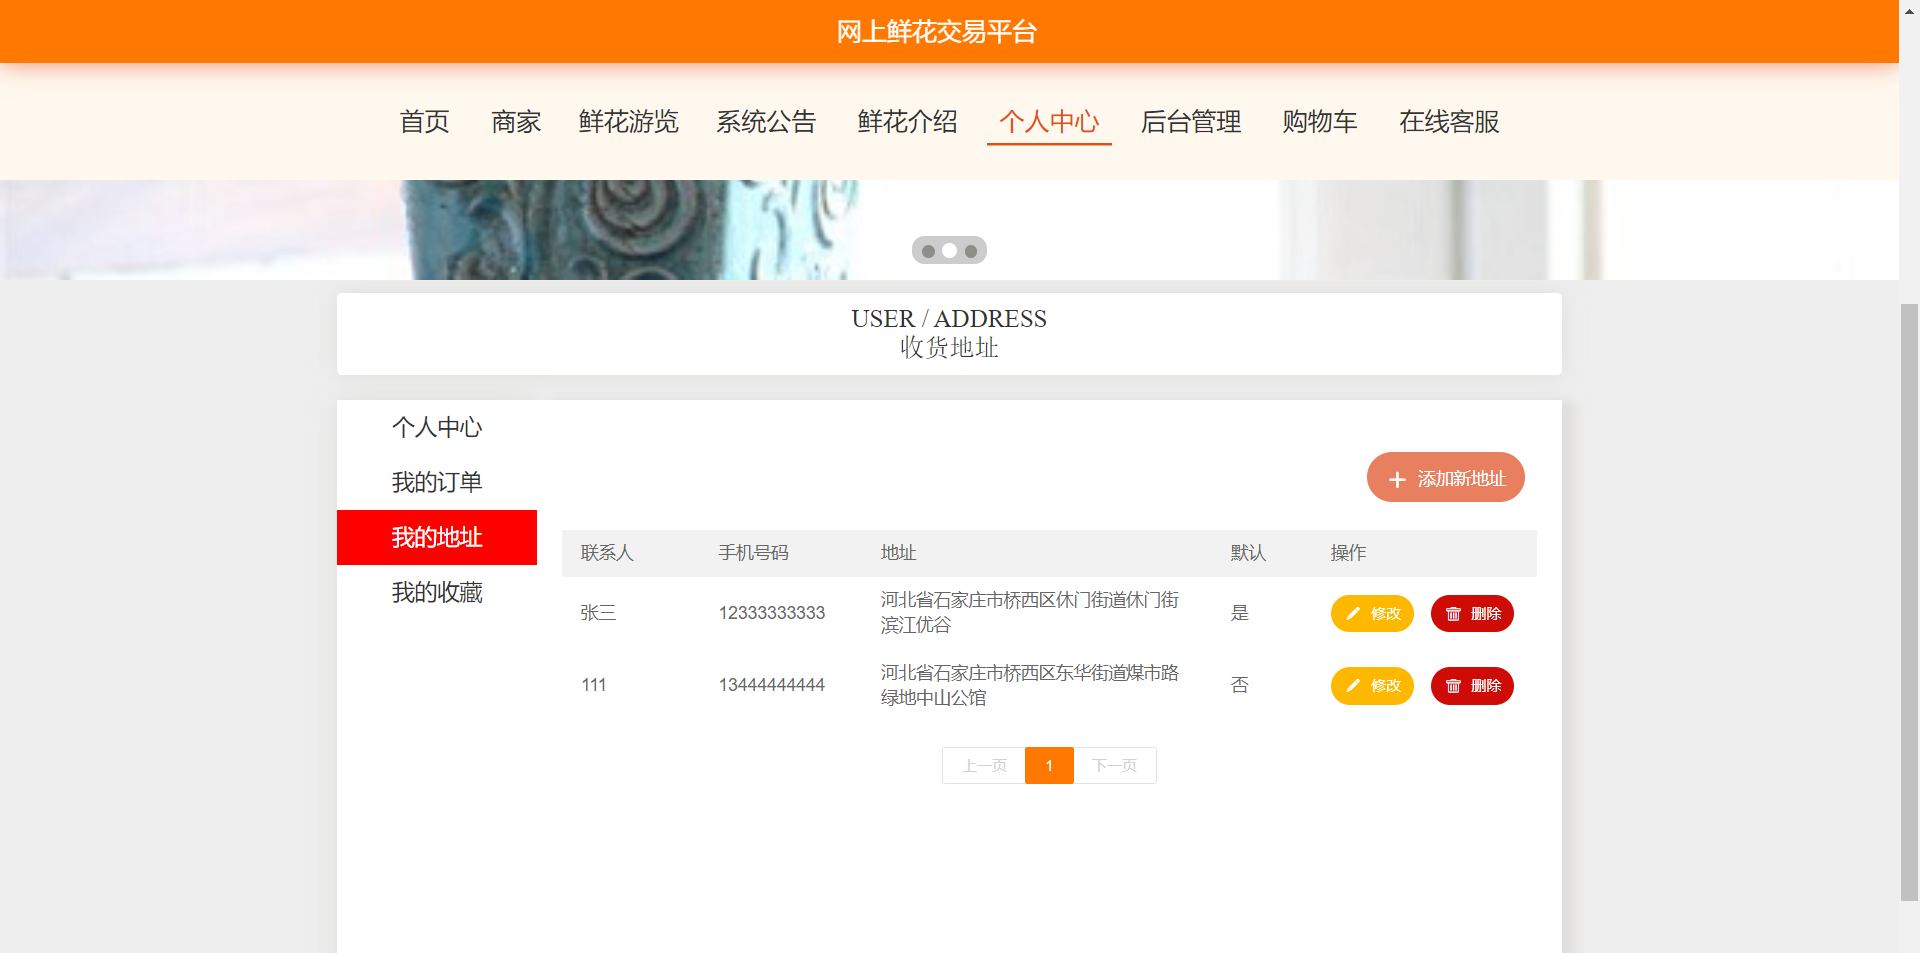 网上鲜花交易平台
首页 商家 鲜花游览 系统公告 鲜花介绍 个人中心 后台管理 购物车 在线客服
USER / ADDRESS
收货地址
个人中心
我的订单
我的地址
我的收藏
添加新地址
联系人 手机号码 地址 默认 操作
张三 12333333333 河北省石家庄市桥西区休门街道休门街 是 修改 删除
滨江优谷
111 13444444444 河北省石家庄市桥西区东华街道煤市路 否 修改 删除
绿地中山公馆
上一页 1 下一页